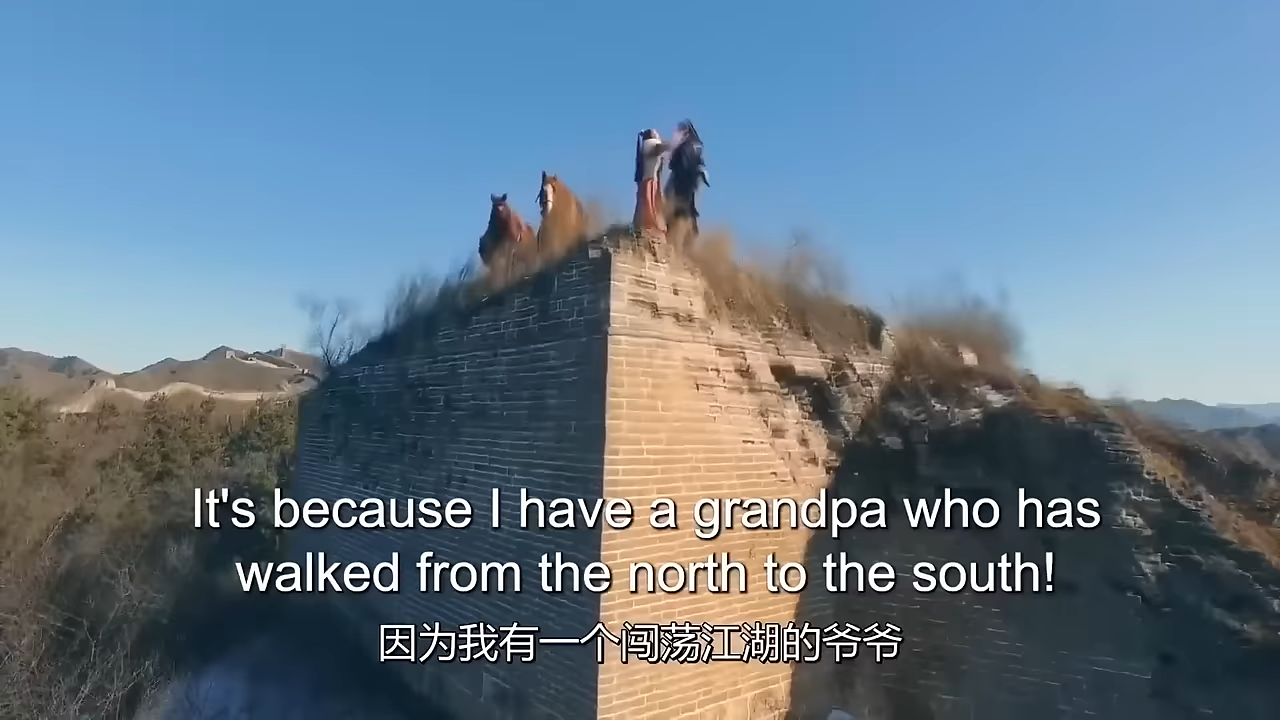 It's because I have a grandpa who has
walked from the north to the south!
因为我有一个闯荡江湖的爷爷